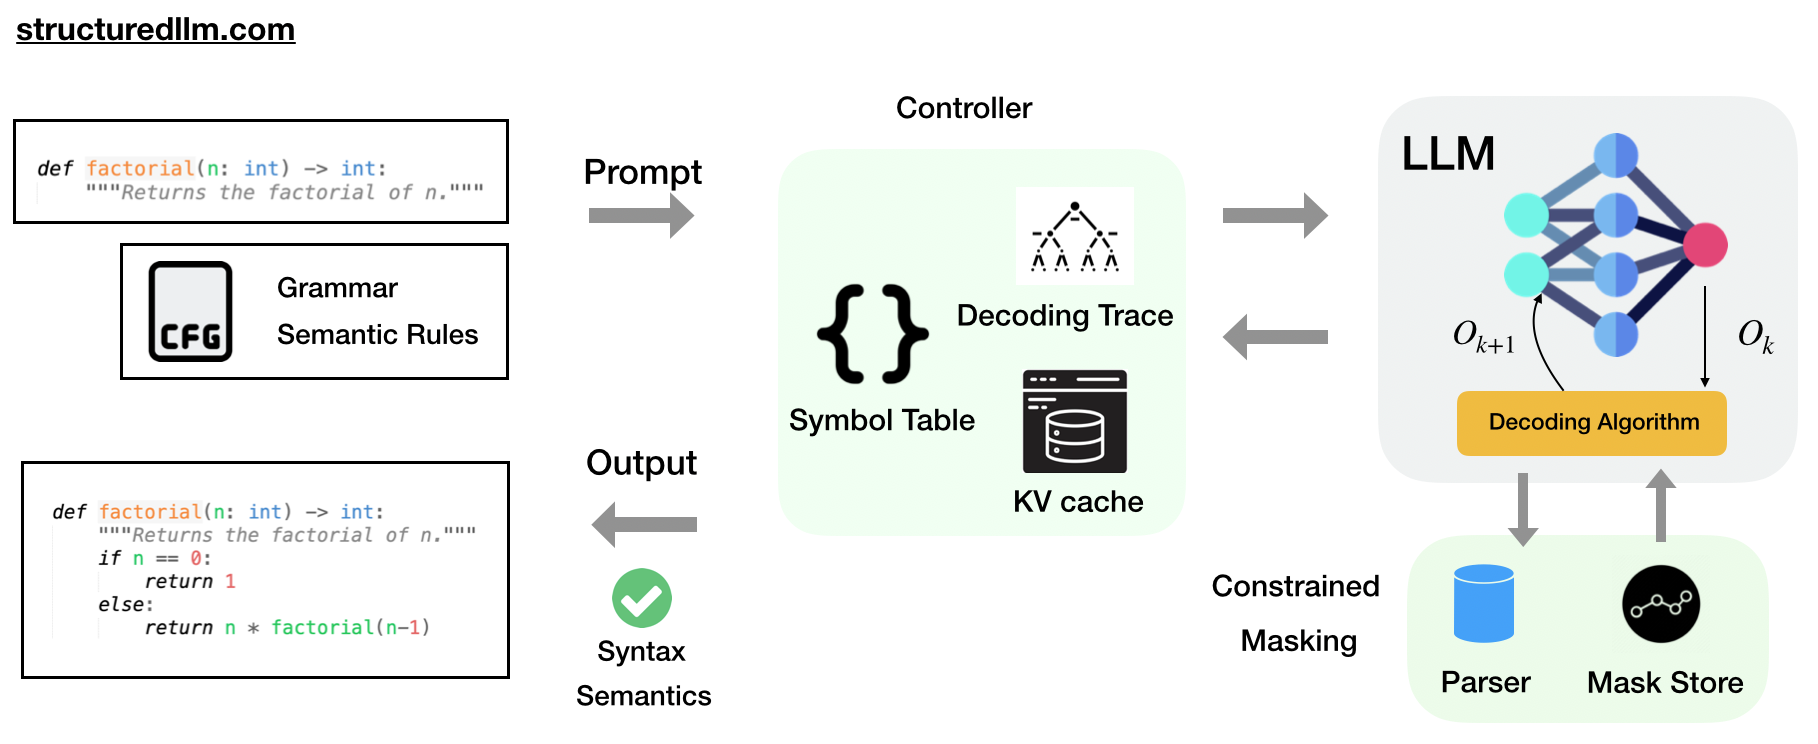 structuredllm.com
def factorial(n: int) -> int:
"""Returns the factorial of n."""
CFG
Grammar
Semantic Rules
Prompt
Controller
Decoding Trace
{ }
Symbol Table
KV cache
LLM
O_{k+1}
O_k
Decoding Algorithm
Output
def factorial(n: int) -> int:
"""Returns the factorial of n."""
if n == 0:
return 1
else:
return n * factorial(n-1)
Syntax
Semantics
Constrained
Masking
Parser
Mask Store